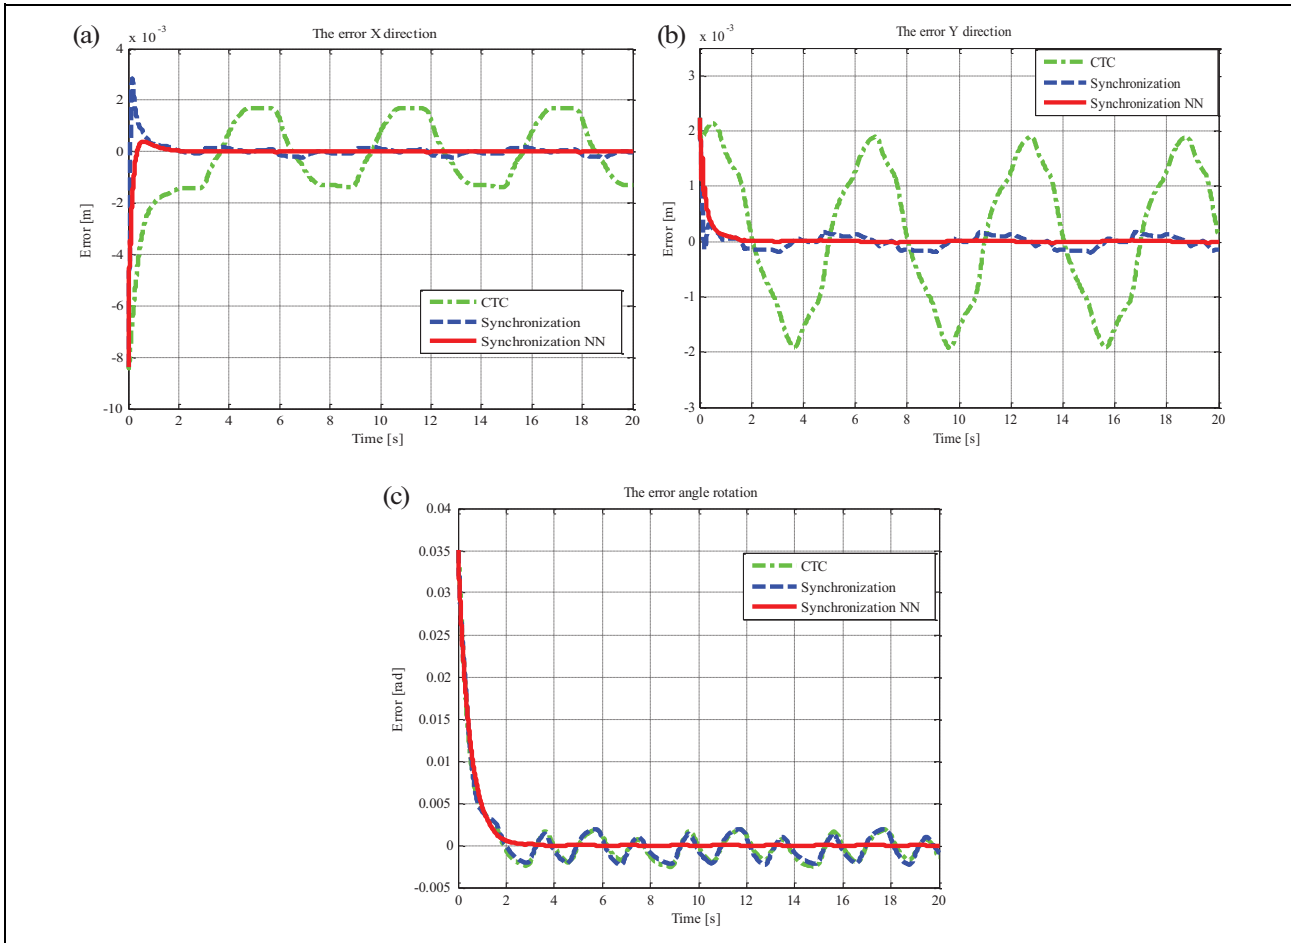 (a)
The error X direction
x 10⁻³
4
2
0
-2
-4
-6
-8
-10
Error [m]
CTC
Synchronization
Synchronization NN
0 2 4 6 8 10 12 14 16 18 20
Time [s]
(b)
The error Y direction
x 10⁻³
3
2
1
0
-1
-2
-3
Error [m]
CTC
Synchronization
Synchronization NN
0 2 4 6 8 10 12 14 16 18 20
Time [s]
(c)
The error angle rotation
0.04
0.035
0.03
0.025
0.02
0.015
0.01
0.005
0
-0.005
Error [rad]
CTC
Synchronization
Synchronization NN
0 2 4 6 8 10 12 14 16 18 20
Time [s]